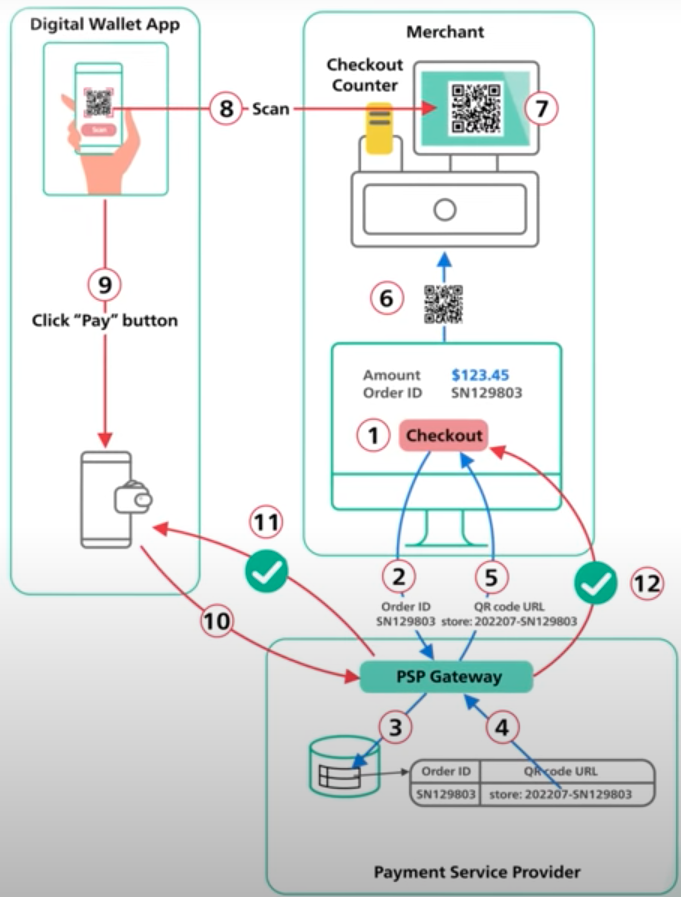 Digital Wallet App
Merchant
Checkout
Counter
Scan
8
Scan
7
9
Click “Pay” button
6
Amount $123.45
Order ID SN129803
1
Checkout
11
2
5
12
Order ID QR code URL
SN129803 store: 202207-SN129803
10
PSP Gateway
3
4
Order ID QR code URL
SN129803 store: 202207-SN129803
Payment Service Provider